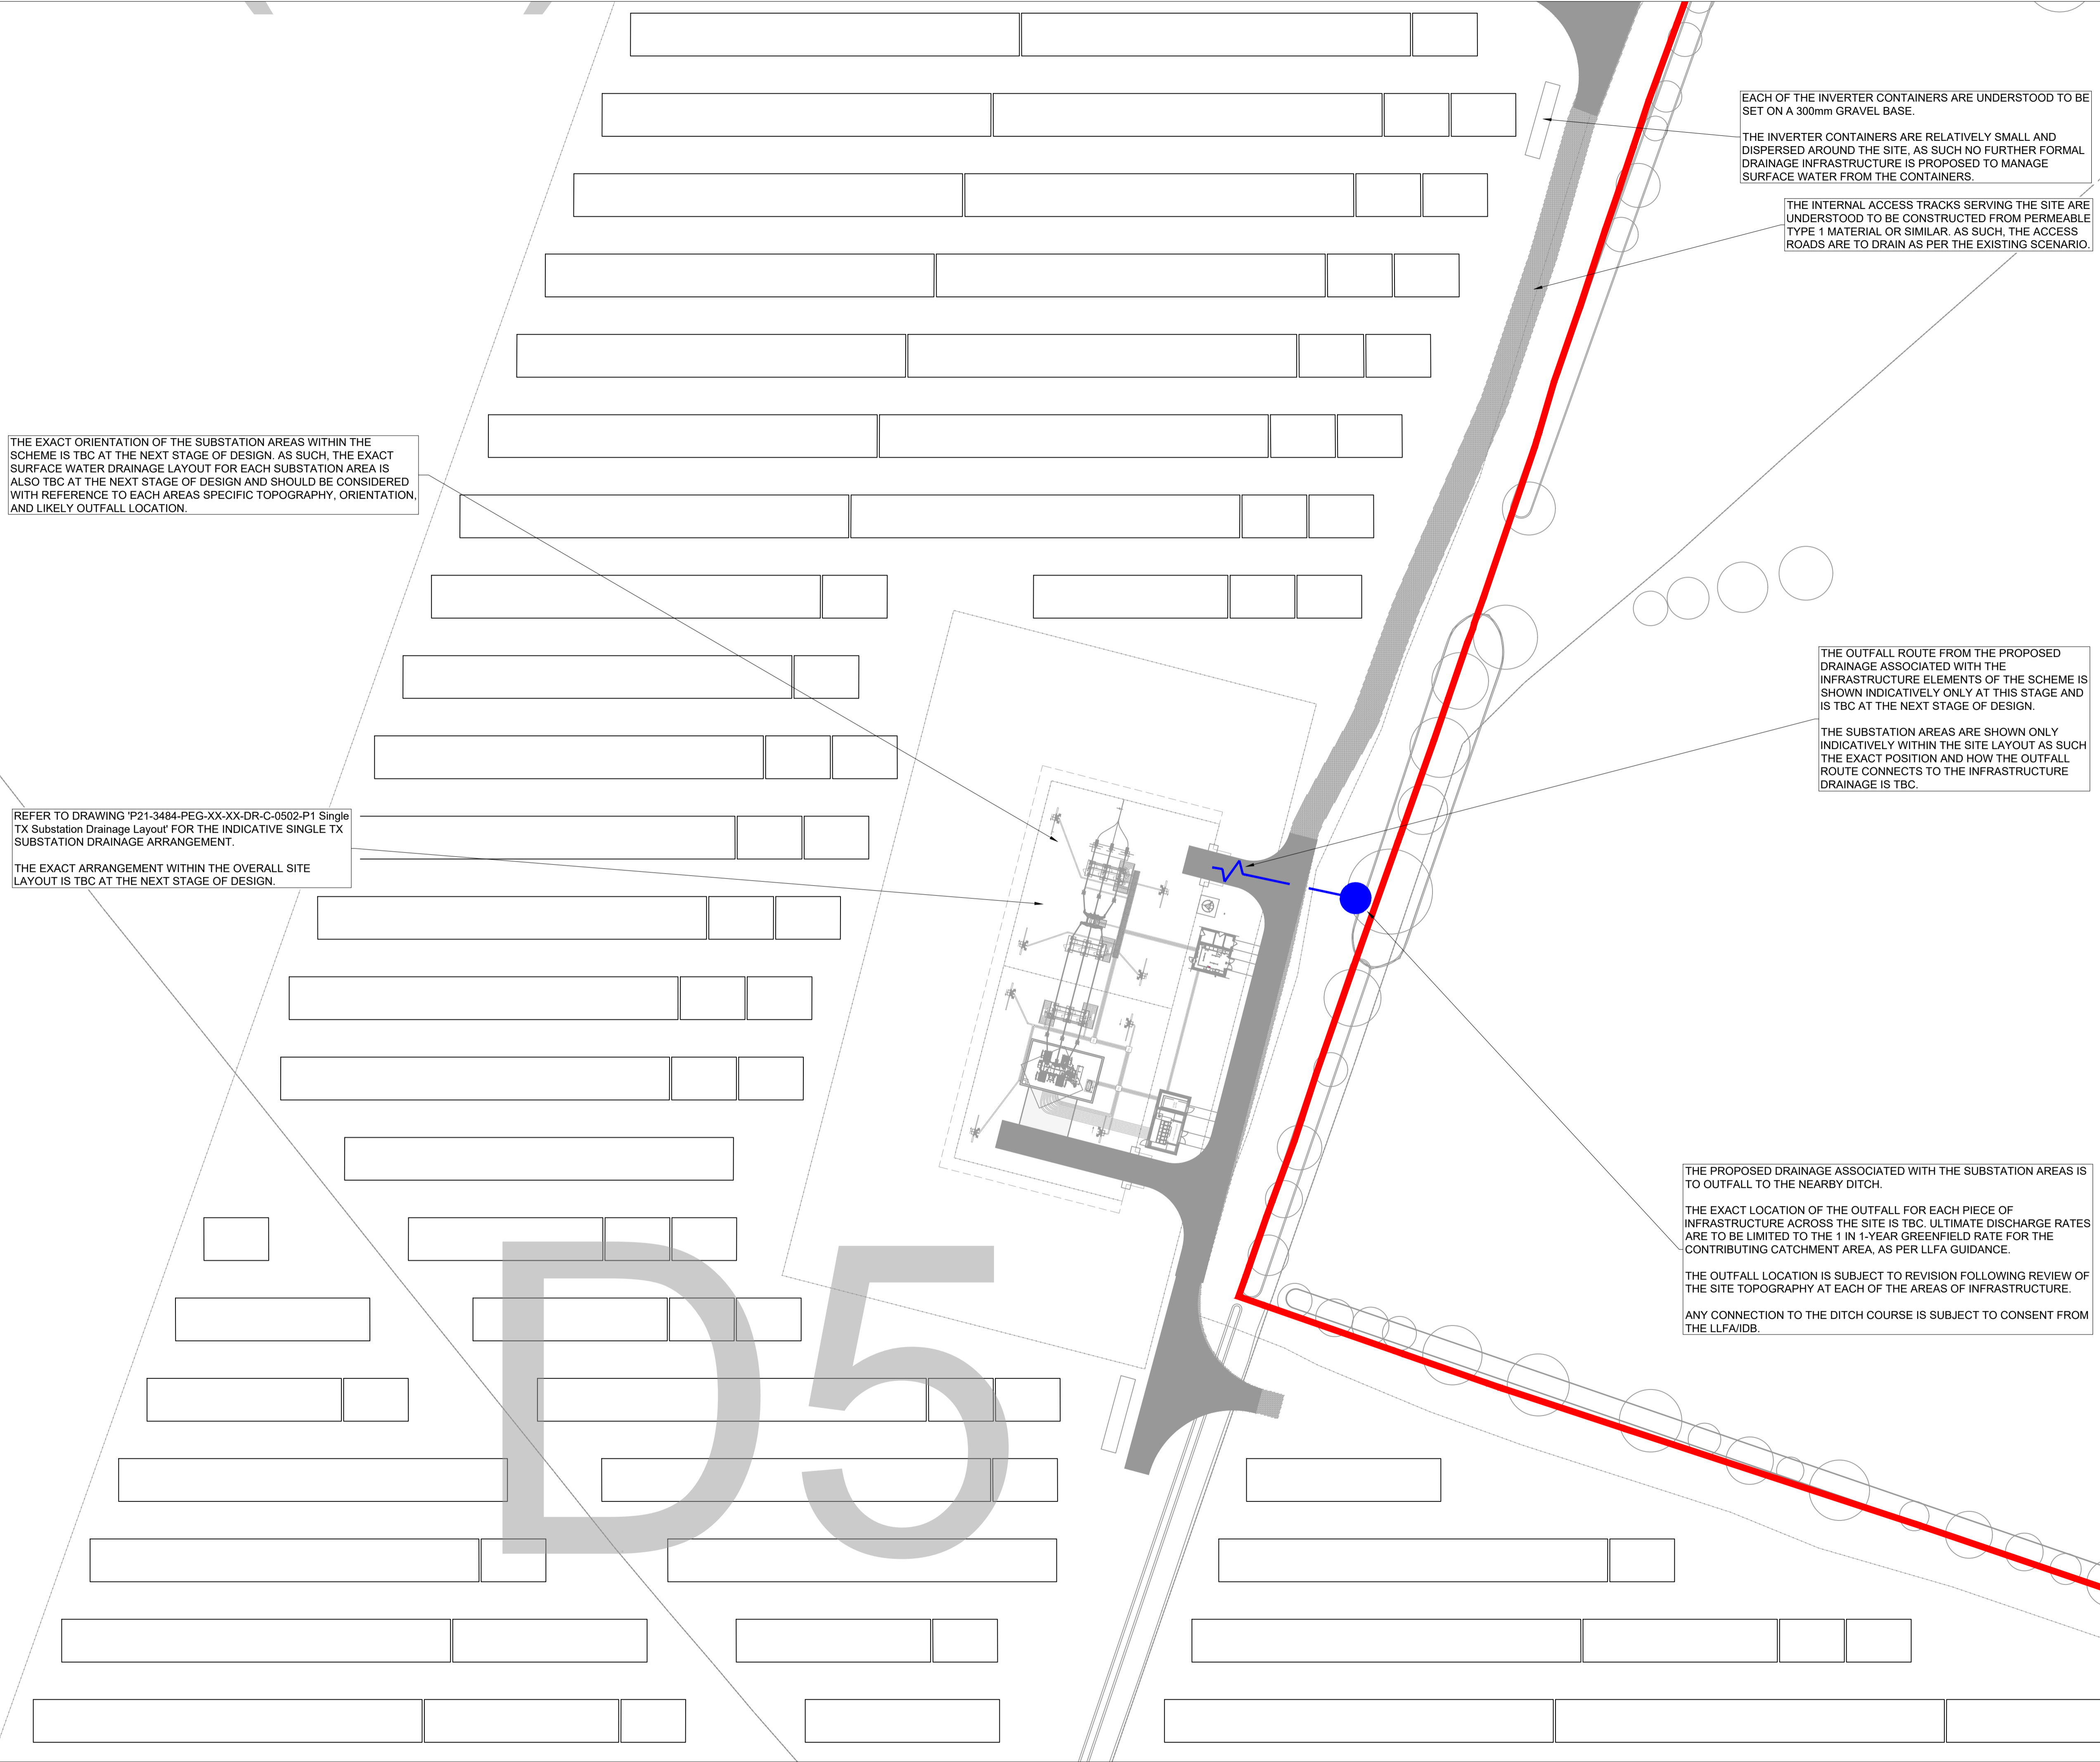 EACH OF THE INVERTER CONTAINERS ARE UNDERSTOOD TO BE
SET ON A 300mm GRAVEL BASE.
THE INVERTER CONTAINERS ARE RELATIVELY SMALL AND
DISPERSED AROUND THE SITE, AS SUCH NO FURTHER FORMAL
DRAINAGE INFRASTRUCTURE IS PROPOSED TO MANAGE
SURFACE WATER FROM THE CONTAINERS.
THE INTERNAL ACCESS TRACKS SERVING THE SITE ARE
UNDERSTOOD TO BE CONSTRUCTED FROM PERMEABLE
TYPE 1 MATERIAL OR SIMILAR. AS SUCH, THE ACCESS
ROADS ARE TO DRAIN AS PER THE EXISTING SCENARIO.
THE EXACT ORIENTATION OF THE SUBSTATION AREAS WITHIN THE
SCHEME IS TBC AT THE NEXT STAGE OF DESIGN. AS SUCH, THE EXACT
SURFACE WATER DRAINAGE LAYOUT FOR EACH SUBSTATION AREA IS
ALSO TBC AT THE NEXT STAGE OF DESIGN AND SHOULD BE CONSIDERED
WITH REFERENCE TO EACH AREAS SPECIFIC TOPOGRAPHY, ORIENTATION,
AND LIKELY OUTFALL LOCATION.
THE OUTFALL ROUTE FROM THE PROPOSED
DRAINAGE ASSOCIATED WITH THE
INFRASTRUCTURE ELEMENTS OF THE SCHEME IS
SHOWN INDICATIVELY ONLY AT THIS STAGE AND
IS TBC AT THE NEXT STAGE OF DESIGN.
THE SUBSTATION AREAS ARE SHOWN ONLY
INDICATIVELY WITHIN THE SITE LAYOUT AS SUCH
THE EXACT POSITION AND HOW THE OUTFALL
ROUTE CONNECTS TO THE INFRASTRUCTURE
DRAINAGE IS TBC.
REFER TO DRAWING 'P21-3484-PEG-XX-XX-DR-C-0502-P1 Single
TX Substation Drainage Layout' FOR THE INDICATIVE SINGLE TX
SUBSTATION DRAINAGE ARRANGEMENT.
THE EXACT ARRANGEMENT WITHIN THE OVERALL SITE
LAYOUT IS TBC AT THE NEXT STAGE OF DESIGN.
THE PROPOSED DRAINAGE ASSOCIATED WITH THE SUBSTATION AREAS IS
TO OUTFALL TO THE NEARBY DITCH.
THE EXACT LOCATION OF THE OUTFALL FOR EACH PIECE OF
INFRASTRUCTURE ACROSS THE SITE IS TBC. ULTIMATE DISCHARGE RATES
ARE TO BE LIMITED TO THE 1 IN 1-YEAR GREENFIELD RATE FOR THE
CONTRIBUTING CATCHMENT AREA, AS PER LLFA GUIDANCE.
THE OUTFALL LOCATION IS SUBJECT TO REVISION FOLLOWING REVIEW OF
THE SITE TOPOGRAPHY AT EACH OF THE AREAS OF INFRASTRUCTURE.
ANY CONNECTION TO THE DITCH COURSE IS SUBJECT TO CONSENT FROM
THE LLFA/IDB.
D5